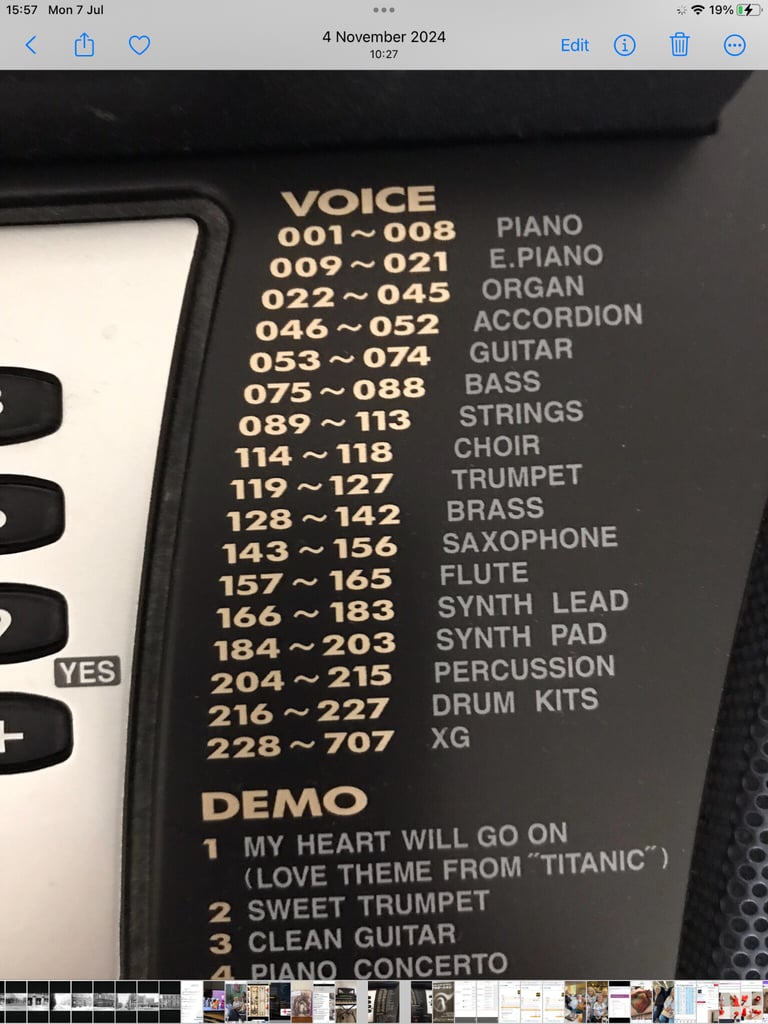 15:57 Mon 7 Jul
19%
4 November 2024
10:27
Edit
VOICE
001~008 PIANO
009~021 E.PIANO
022~045 ORGAN
046~052 ACCORDION
053~074 GUITAR
075~088 BASS
089~113 STRINGS
114~118 CHOIR
119~127 TRUMPET
128~142 BRASS
143~156 SAXOPHONE
157~165 FLUTE
166~183 SYNTH LEAD
184~203 SYNTH PAD
204~215 PERCUSSION
216~227 DRUM KITS
228~707 XG
YES
+
DEMO
1 MY HEART WILL GO ON
(LOVE THEME FROM "TITANIC")
2 SWEET TRUMPET
3 CLEAN GUITAR
4 PIANO CONCERTO